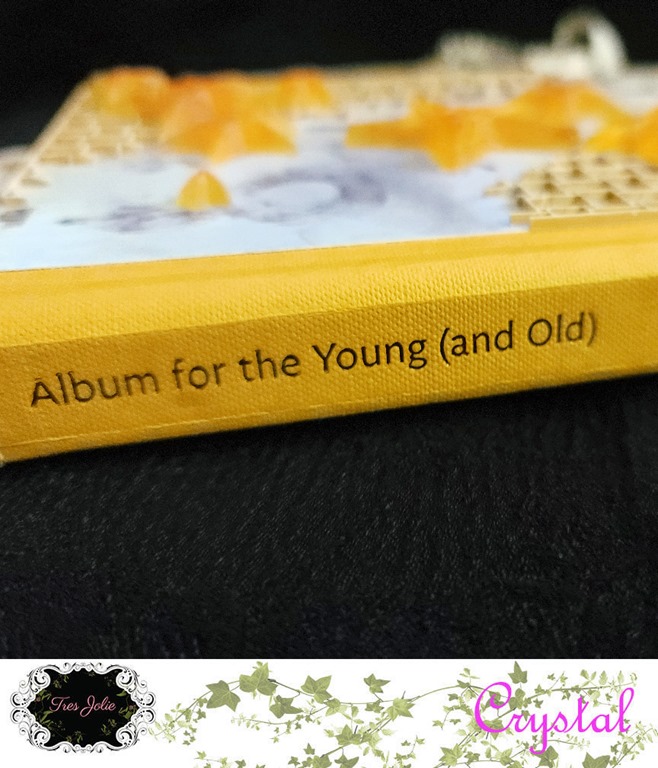 Album for the Young (and Old)
Tres Jolie
Crystal